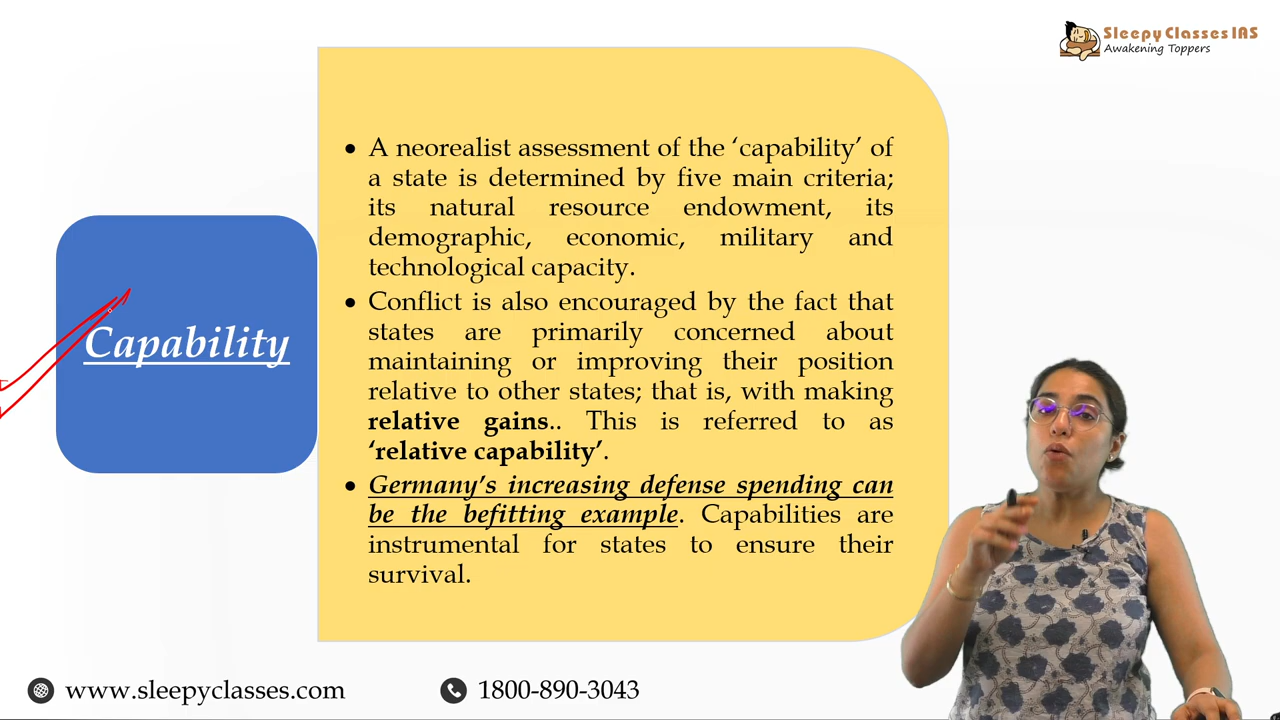 Sleepy Classes IAS
Awakening Toppers
Capability
• A neorealist assessment of the ‘capability’ of
a state is determined by five main criteria;
its natural resource endowment, its
demographic, economic, military and
technological capacity.
• Conflict is also encouraged by the fact that
states are primarily concerned about
maintaining or improving their position
relative to other states; that is, with making
relative gains.. This is referred to as
‘relative capability’.
• Germany’s increasing defense spending can
be the befitting example. Capabilities are
instrumental for states to ensure their
survival.
www.sleepyclasses.com
1800-890-3043